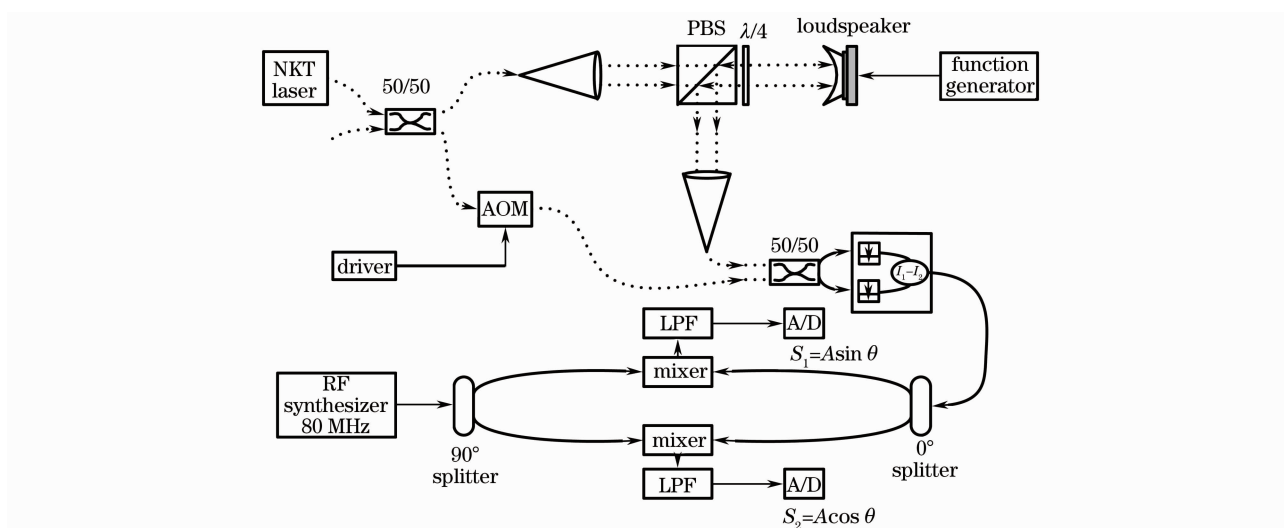 PBS
λ/4
loudspeaker
NKT
laser
50/50
function
generator
AOM
driver
50/50
I₁−I₂
LPF
A/D
S₁=Asin θ
mixer
RF
synthesizer
80 MHz
90°
splitter
mixer
0°
splitter
LPF
A/D
S₂=Acos θ